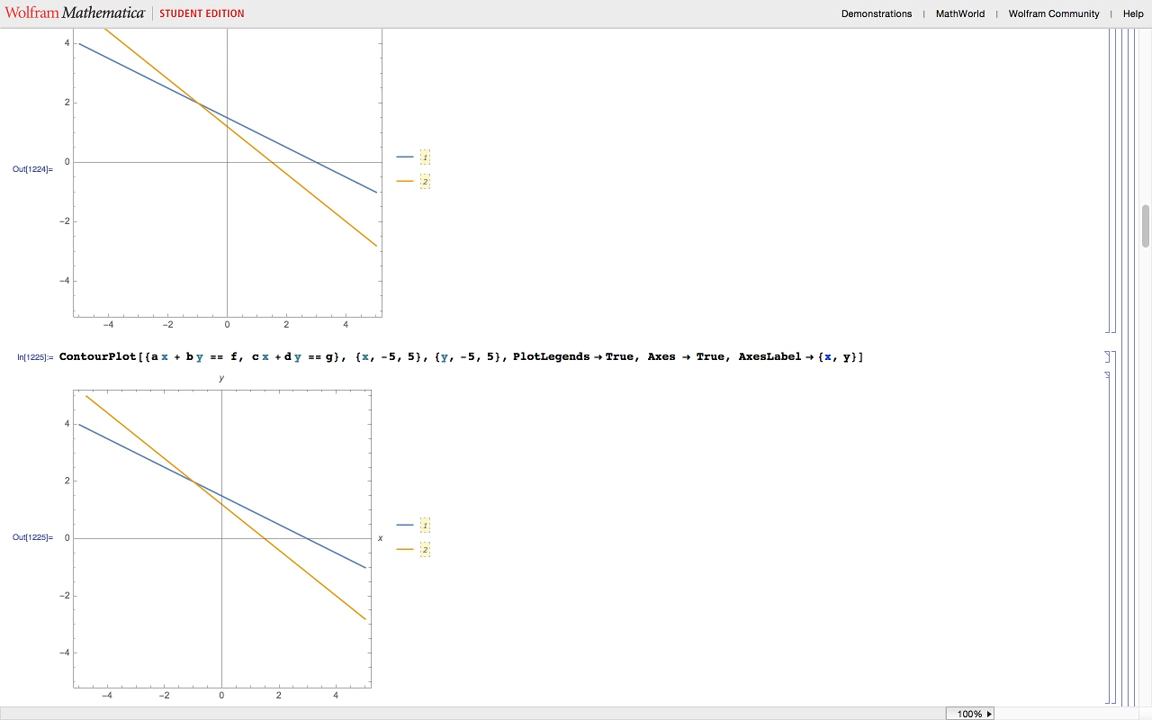 Wolfram Mathematica | STUDENT EDITION
Demonstrations | MathWorld | Wolfram Community | Help
4
2
0
−2
−4
−4 −2 0 2 4
Out[1224]=
1
2
In[1225]:= ContourPlot[{a x + b y == f, c x + d y == g}, {x, -5, 5}, {y, -5, 5}, PlotLegends → True, Axes → True, AxesLabel → {x, y}]
y
4
2
0
−2
−4
−4 −2 0 2 4
Out[1225]=
x
1
2
100% ▶